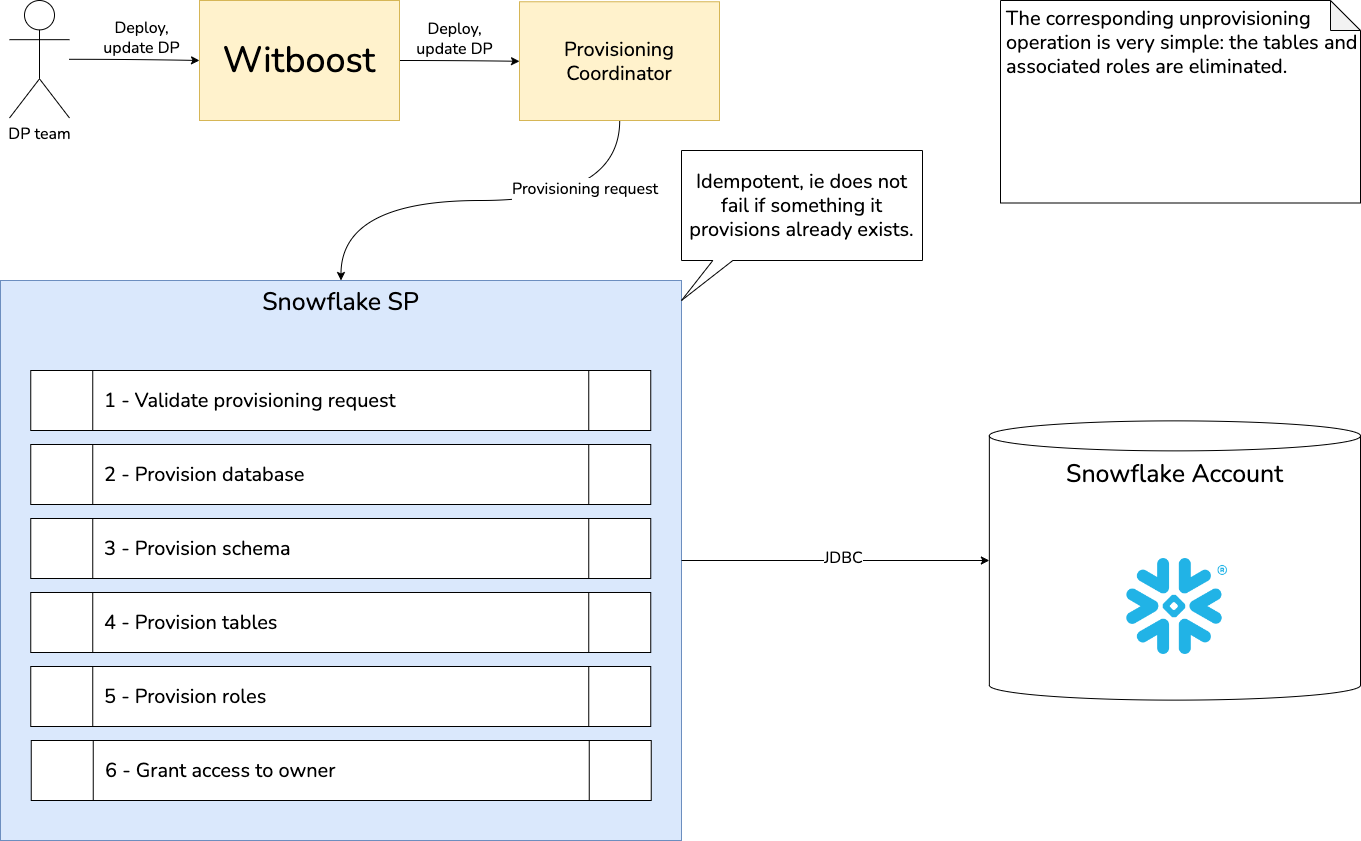 Deploy,
update DP
Witboost
Deploy,
update DP
Provisioning
Coordinator
DP team
The corresponding unprovisioning
operation is very simple: the tables and
associated roles are eliminated.
Provisioning request
Idempotent, ie does not
fail if something it
provisions already exists.
Snowflake SP
1 - Validate provisioning request
2 - Provision database
3 - Provision schema
4 - Provision tables
5 - Provision roles
6 - Grant access to owner
JDBC
Snowflake Account
®